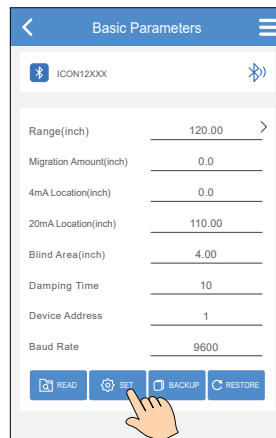 Basic Parameters
ICON12XXX
Range(inch) 120.00
Migration Amount(inch) 0.0
4mA Location(inch) 0.0
20mA Location(inch) 110.00
Blind Area(inch) 4.00
Damping Time 10
Device Address 1
Baud Rate 9600
READ SET BACKUP RESTORE